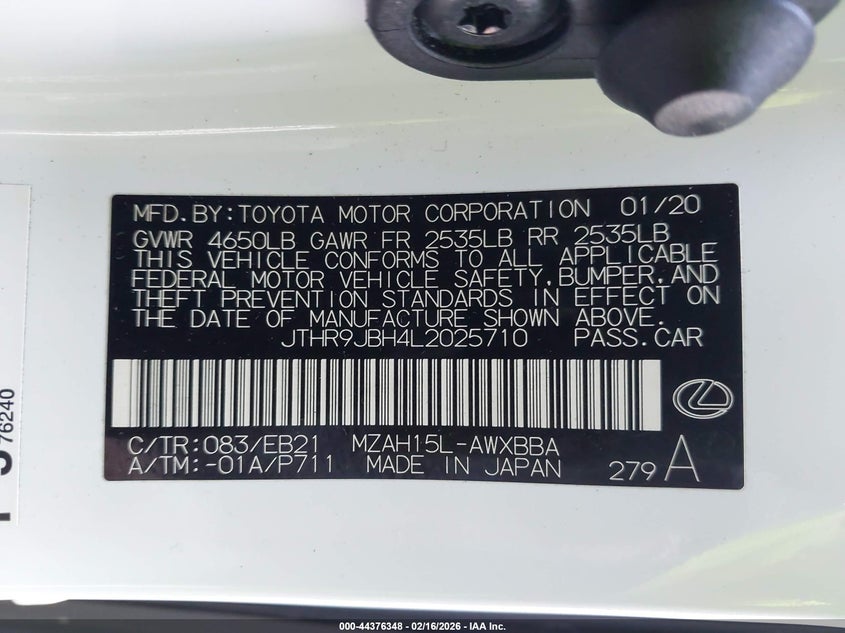 MFD.BY:TOYOTA MOTOR CORPORATION 01/20
GVWR 4650LB GAWR FR 2535LB RR 2535LB
THIS VEHICLE CONFORMS TO ALL APPLICABLE
FEDERAL MOTOR VEHICLE SAFETY,BUMPER,AND
THEFT PREVENTION STANDARDS IN EFFECT ON
THE DATE OF MANUFACTURE SHOWN ABOVE.
JTHR9JBH4L2025710 PASS.CAR
C/TR:083/EB21 MZAH15L-AWXBBA
A/TM:-01A/P711 MADE IN JAPAN 279 A
76240
000-44376348 - 02/16/2026 - IAA Inc.